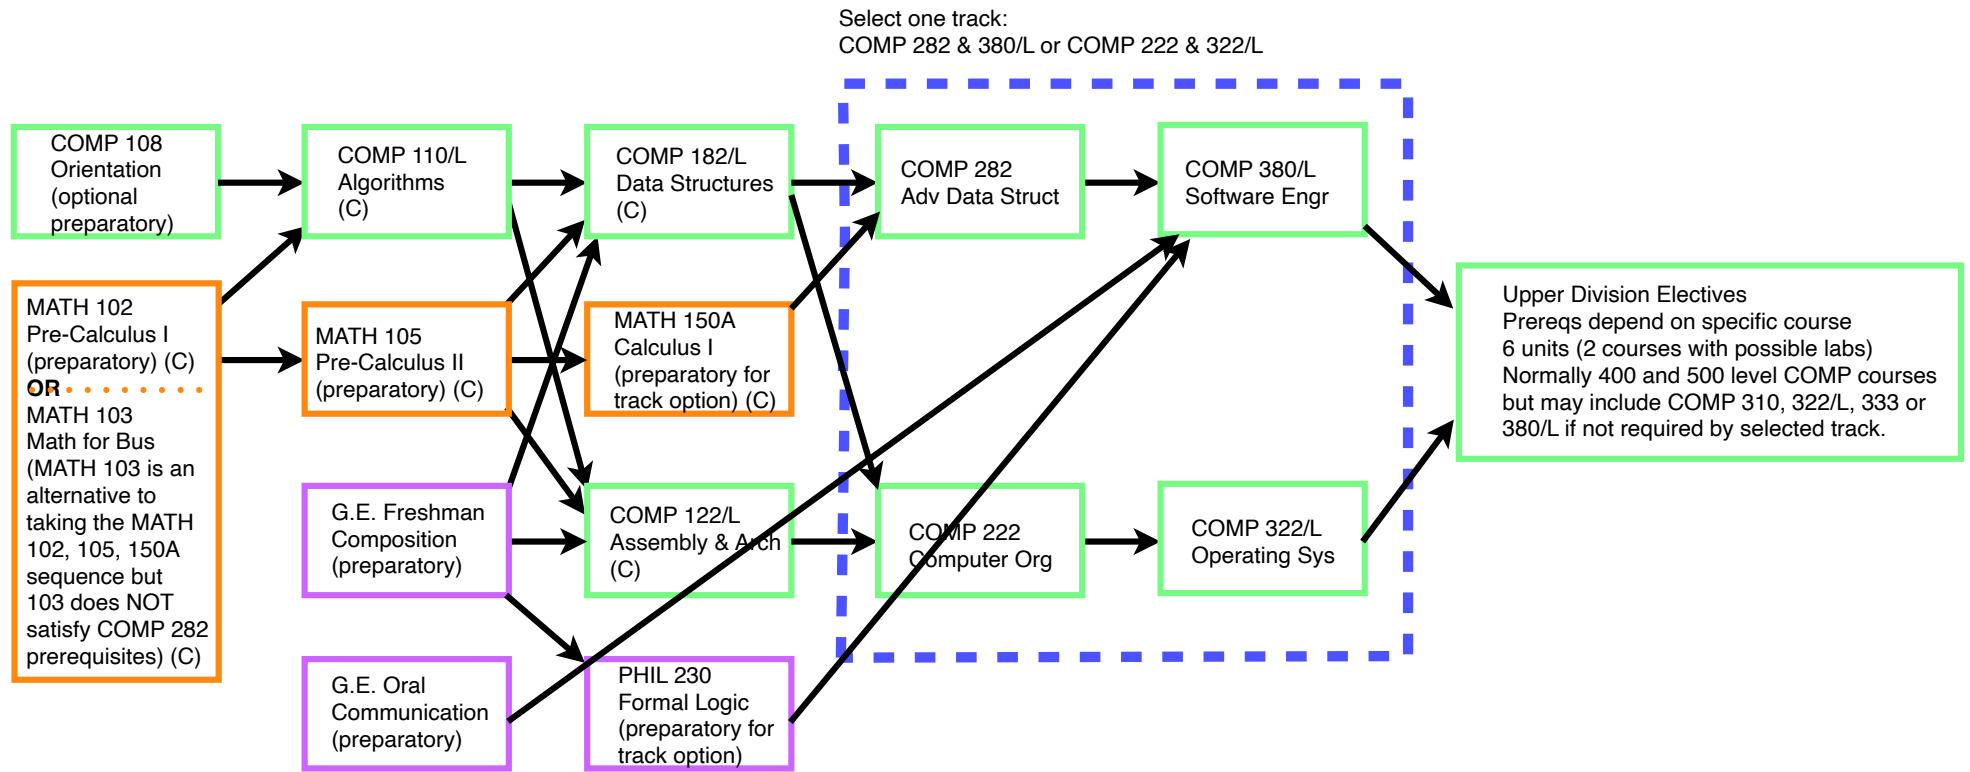 Select one track:
COMP 282 & 380/L or COMP 222 & 322/L
COMP 108
Orientation
(optional
preparatory)
COMP 110/L
Algorithms
(C)
COMP 182/L
Data Structures
(C)
COMP 282
Adv Data Struct
COMP 380/L
Software Engr
MATH 102
Pre-Calculus I
(preparatory) (C)
OR
MATH 103
Math for Bus
(MATH 103 is an
alternative to
taking the MATH
102, 105, 150A
sequence but
103 does NOT
satisfy COMP 282
prerequisites) (C)
MATH 105
Pre-Calculus II
(preparatory) (C)
MATH 150A
Calculus I
(preparatory for
track option) (C)
Upper Division Electives
Prereqs depend on specific course
6 units (2 courses with possible labs)
Normally 400 and 500 level COMP courses
but may include COMP 310, 322/L, 333 or
380/L if not required by selected track.
G.E. Freshman
Composition
(preparatory)
COMP 122/L
Assembly & Arch
(C)
COMP 222
Computer Org
COMP 322/L
Operating Sys
G.E. Oral
Communication
(preparatory)
PHIL 230
Formal Logic
(preparatory for
track option)